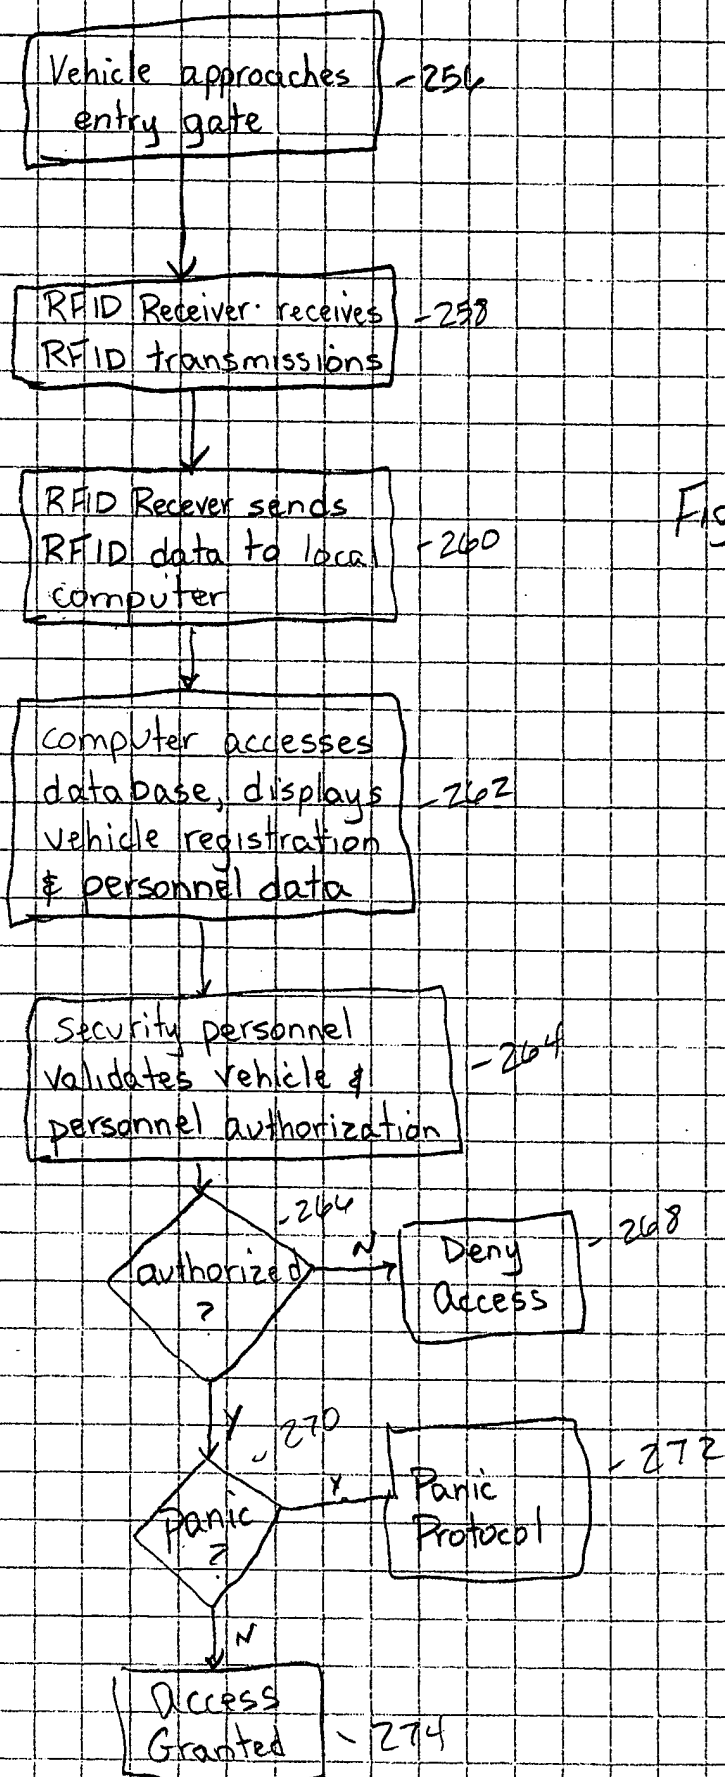 Vehicle approaches -256
entry gate
RFID Receiver receives -258
RFID transmissions
RFID Recever sends
RFID data to local -260
computer
Fig
computer accesses
database, displays -262
vehicle registration
& personnel data
security personnel
validates vehicle & -264
personnel authorization
-266
authorized N Deny -268
? Access
Y -270
Panic Y Panic -272
? Protocol
N
Access
Granted -274